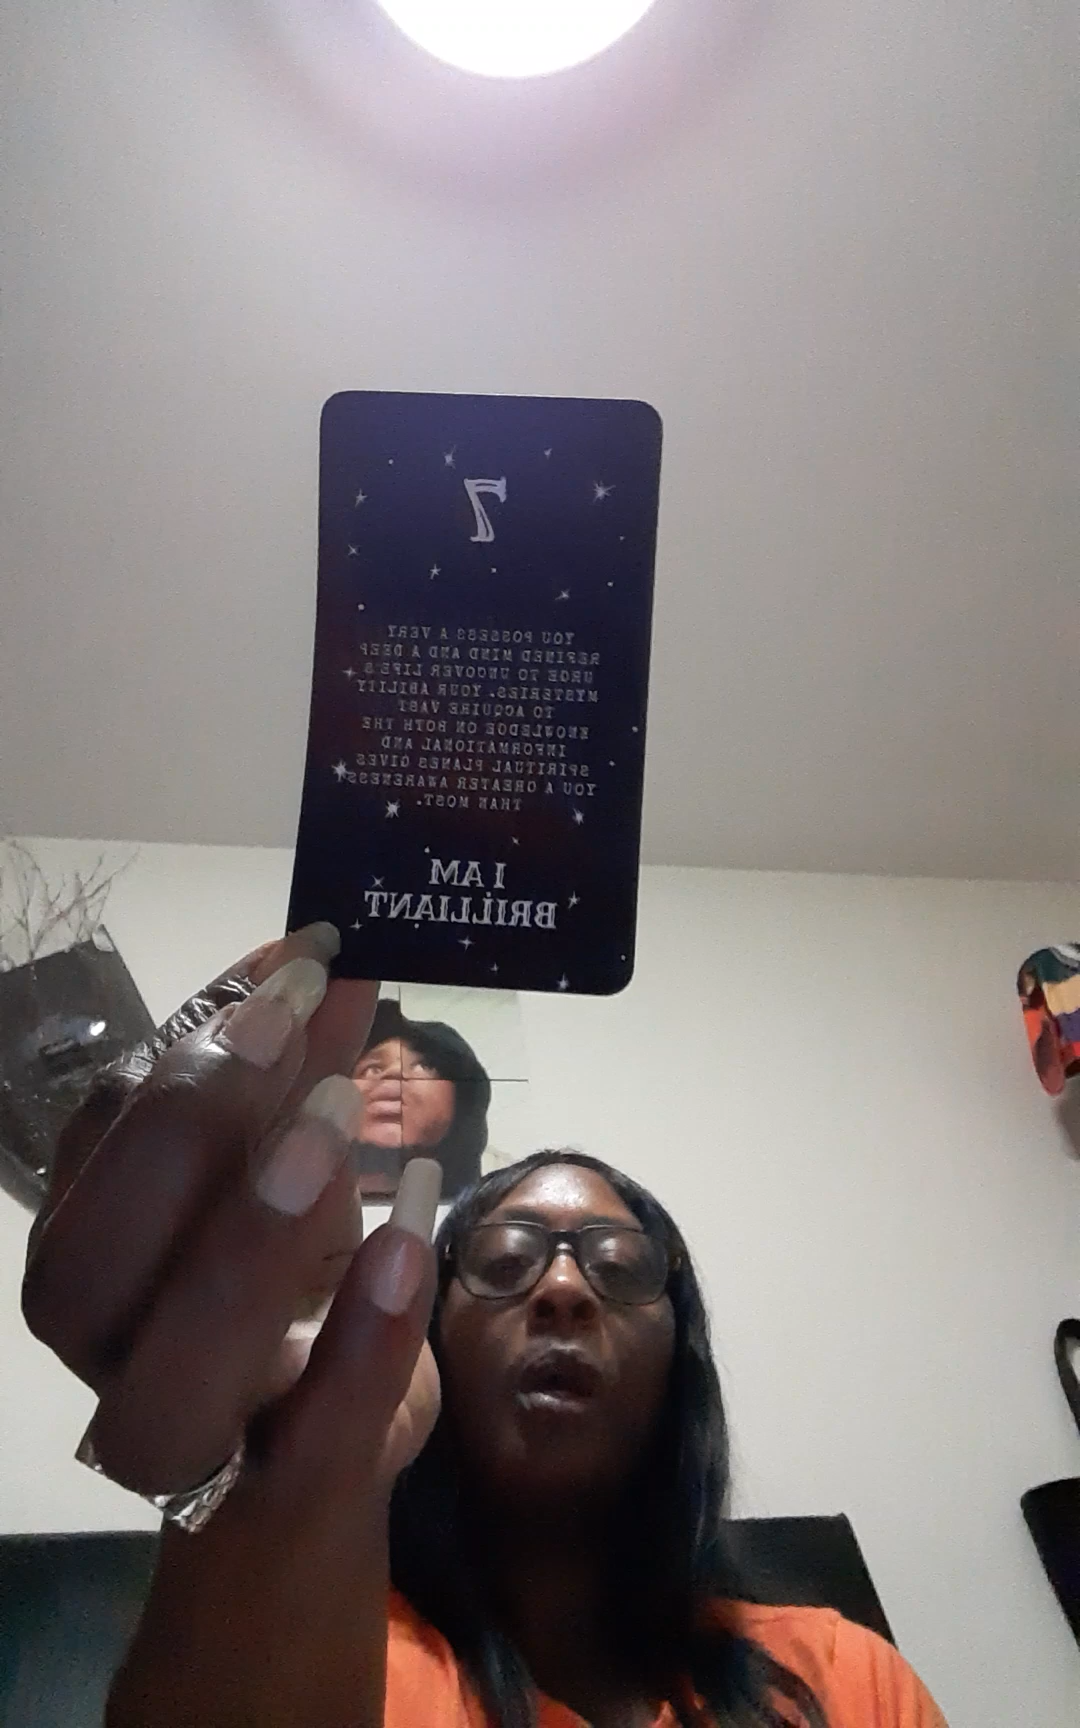 7
YOU POSSESS A VERY
REFINED MIND AND A DEEP
URGE TO UNCOVER LIFE'S
MYSTERIES. YOUR ABILITY
TO ACQUIRE VAST
KNOWLEDGE ON BOTH THE
INFORMATIONAL AND
SPIRITUAL PLANES GIVES
YOU A GREATER AWARENESS
THAN MOST.
I AM
BRILLIANT